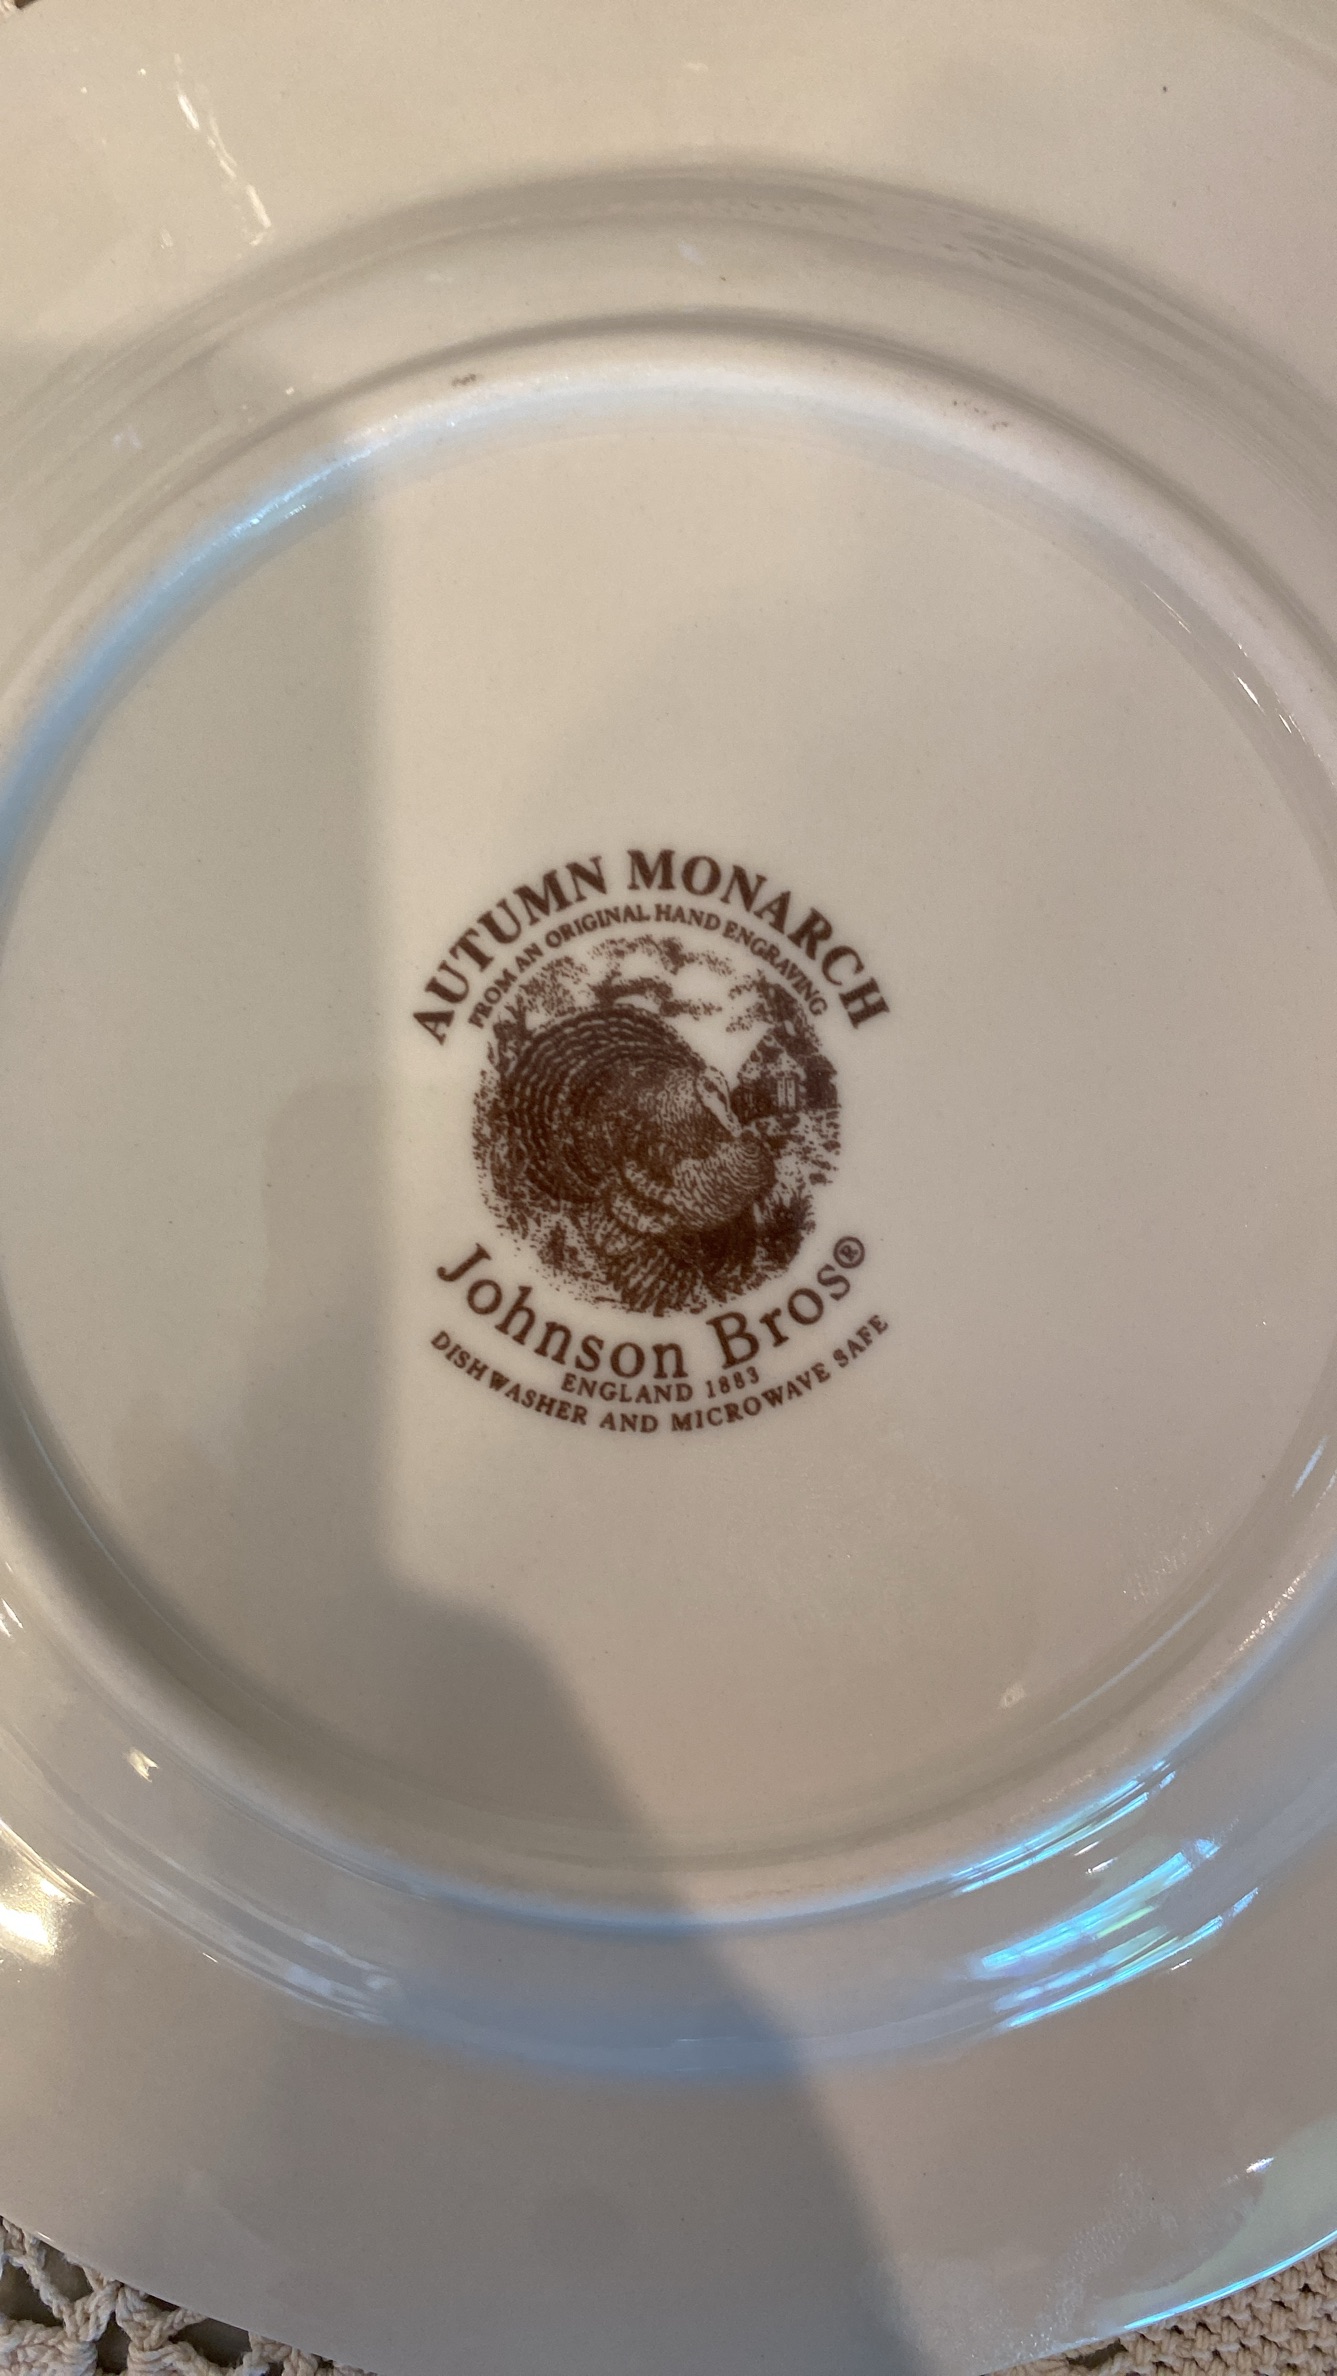 AUTUMN MONARCH
FROM AN ORIGINAL HAND ENGRAVING
Johnson Bros®
ENGLAND 1883
DISHWASHER AND MICROWAVE SAFE